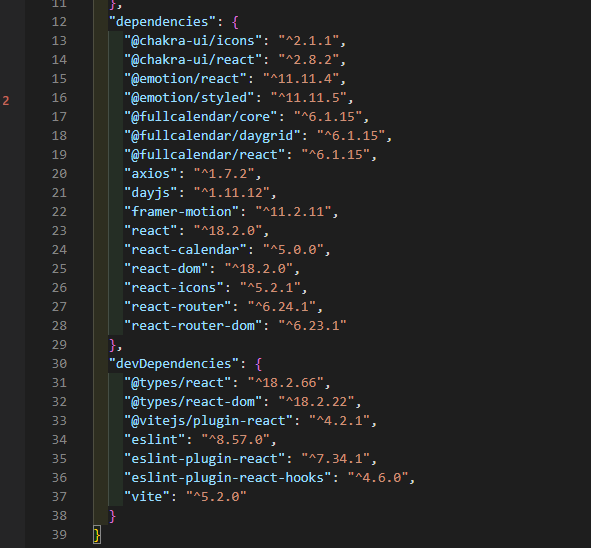 11 },
12 "dependencies": {
13 "@chakra-ui/icons": "^2.1.1",
14 "@chakra-ui/react": "^2.8.2",
15 "@emotion/react": "^11.11.4",
2 16 "@emotion/styled": "^11.11.5",
17 "@fullcalendar/core": "^6.1.15",
18 "@fullcalendar/daygrid": "^6.1.15",
19 "@fullcalendar/react": "^6.1.15",
20 "axios": "^1.7.2",
21 "dayjs": "^1.11.12",
22 "framer-motion": "^11.2.11",
23 "react": "^18.2.0",
24 "react-calendar": "^5.0.0",
25 "react-dom": "^18.2.0",
26 "react-icons": "^5.2.1",
27 "react-router": "^6.24.1",
28 "react-router-dom": "^6.23.1"
29 },
30 "devDependencies": {
31 "@types/react": "^18.2.66",
32 "@types/react-dom": "^18.2.22",
33 "@vitejs/plugin-react": "^4.2.1",
34 "eslint": "^8.57.0",
35 "eslint-plugin-react": "^7.34.1",
36 "eslint-plugin-react-hooks": "^4.6.0",
37 "vite": "^5.2.0"
38 }
39 }